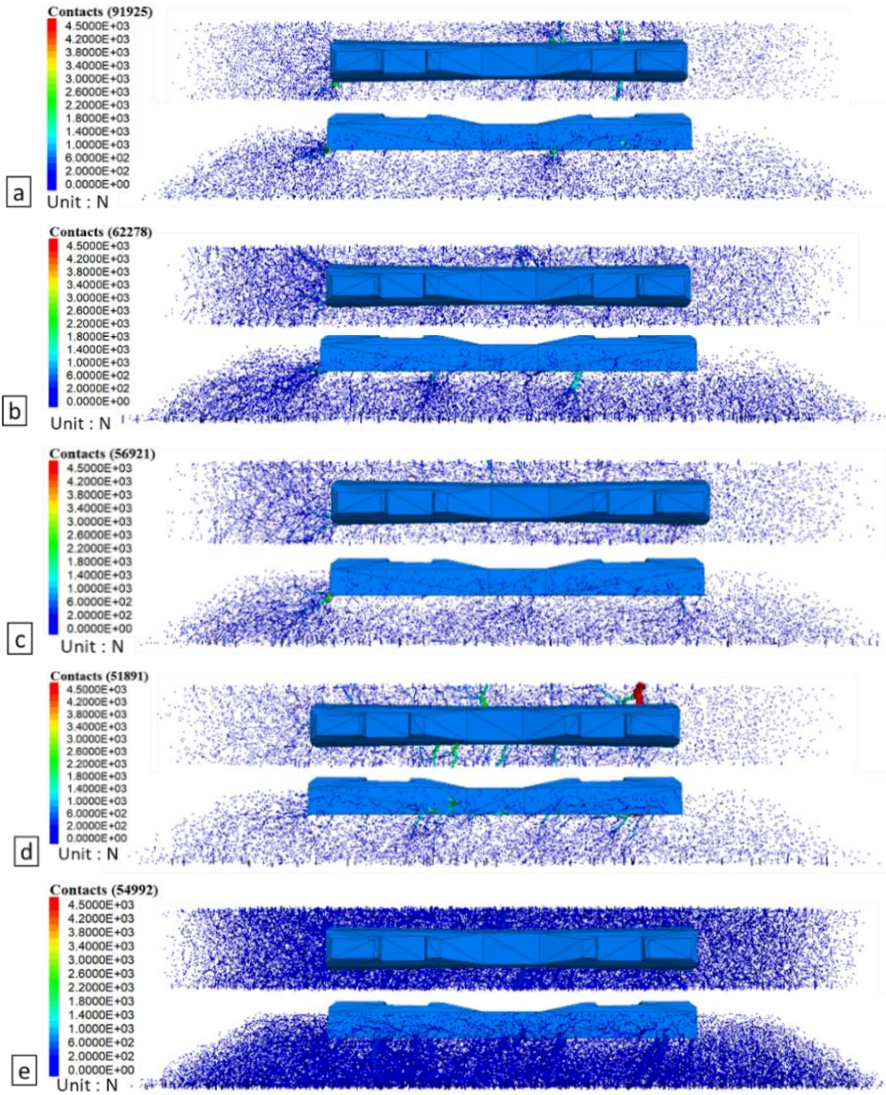 Contacts (91925)
4.5000E+03
4.2000E+03
3.8000E+03
3.4000E+03
3.0000E+03
2.6000E+03
2.2000E+03
1.8000E+03
1.4000E+03
1.0000E+03
6.0000E+02
2.0000E+02
0.0000E+00
a
Unit : N
Contacts (62278)
4.5000E+03
4.2000E+03
3.8000E+03
3.4000E+03
3.0000E+03
2.6000E+03
2.2000E+03
1.8000E+03
1.4000E+03
1.0000E+03
6.0000E+02
2.0000E+02
0.0000E+00
b
Unit : N
Contacts (56921)
4.5000E+03
4.2000E+03
3.8000E+03
3.4000E+03
3.0000E+03
2.6000E+03
2.2000E+03
1.8000E+03
1.4000E+03
1.0000E+03
6.0000E+02
2.0000E+02
0.0000E+00
c
Unit : N
Contacts (51891)
4.5000E+03
4.2000E+03
3.8000E+03
3.4000E+03
3.0000E+03
2.6000E+03
2.2000E+03
1.8000E+03
1.4000E+03
1.0000E+03
6.0000E+02
2.0000E+02
0.0000E+00
d
Unit : N
Contacts (54992)
4.5000E+03
4.2000E+03
3.8000E+03
3.4000E+03
3.0000E+03
2.6000E+03
2.2000E+03
1.8000E+03
1.4000E+03
1.0000E+03
6.0000E+02
2.0000E+02
0.0000E+00
e
Unit : N